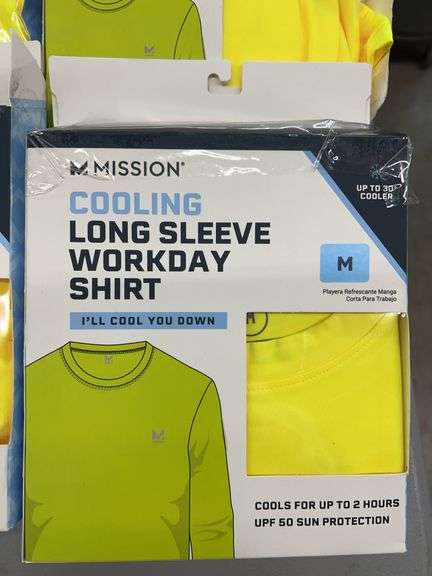 M MISSION®
UP TO 30°
COOLER
COOLING
LONG SLEEVE
WORKDAY
SHIRT
M
Playera Refrescante Manga
Corta Para Trabajo
I'LL COOL YOU DOWN
M
COOLS FOR UP TO 2 HOURS
UPF 50 SUN PROTECTION